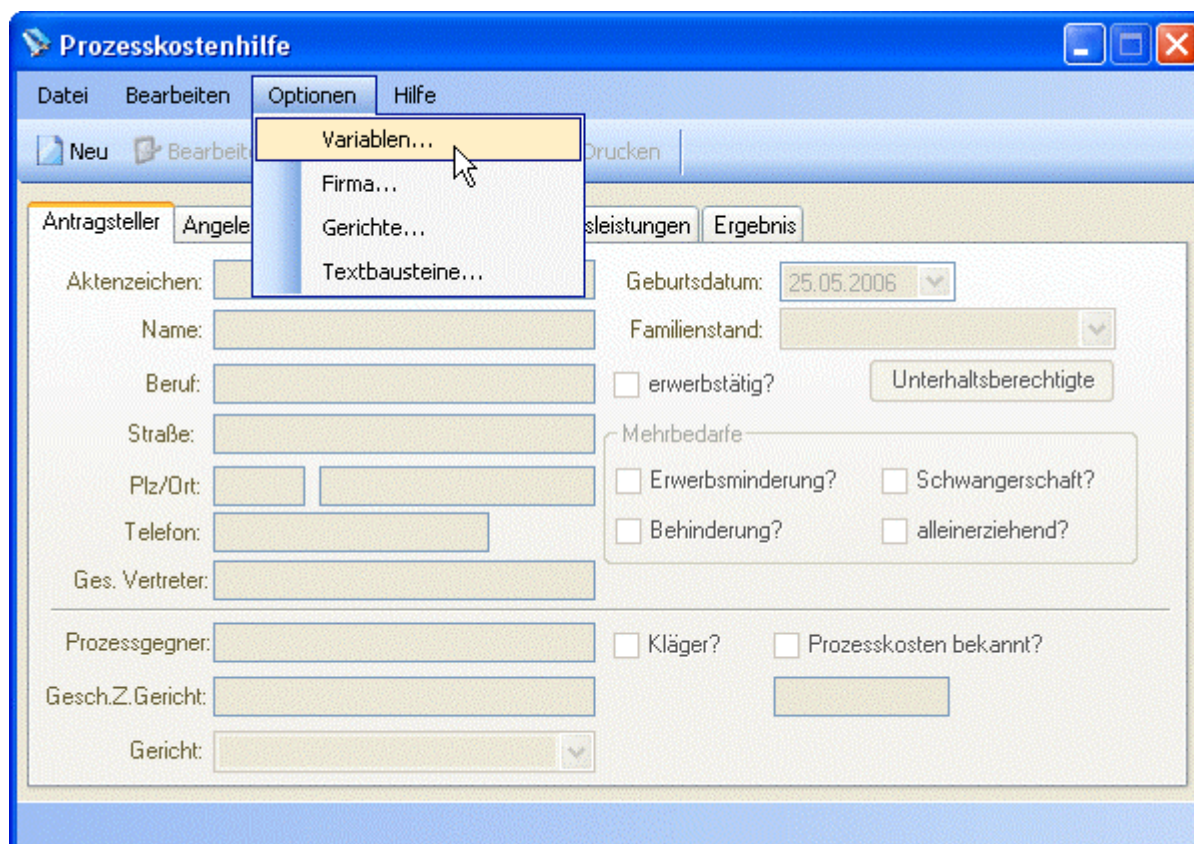 Prozesskostenhilfe
Datei Bearbeiten Optionen Hilfe
Neu
Variablen...
Firma...
Gerichte...
Textbausteine...
Antragsteller Ergebnis
Aktenzeichen: Geburtsdatum: 25.05.2006
Name: Familienstand:
Beruf: erwerbstätig? Unterhaltsberechtigte
Straße: Mehrbedarfe
Plz/Ort: Erwerbsminderung? Schwangerschaft?
Telefon: Behinderung? alleinerziehend?
Ges. Vertreter:
Prozessgegner: Kläger? Prozesskosten bekannt?
Gesch.Z.Gericht:
Gericht: